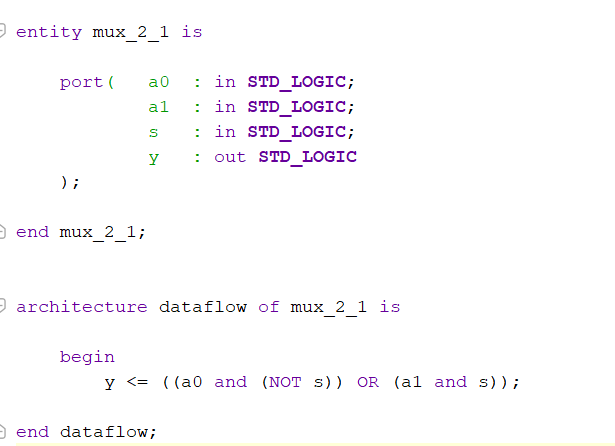 entity mux_2_1 is
port( a0 : in STD_LOGIC;
a1 : in STD_LOGIC;
s : in STD_LOGIC;
y : out STD_LOGIC
);
end mux_2_1;
architecture dataflow of mux_2_1 is
begin
y <= ((a0 and (NOT s)) OR (a1 and s));
end dataflow;